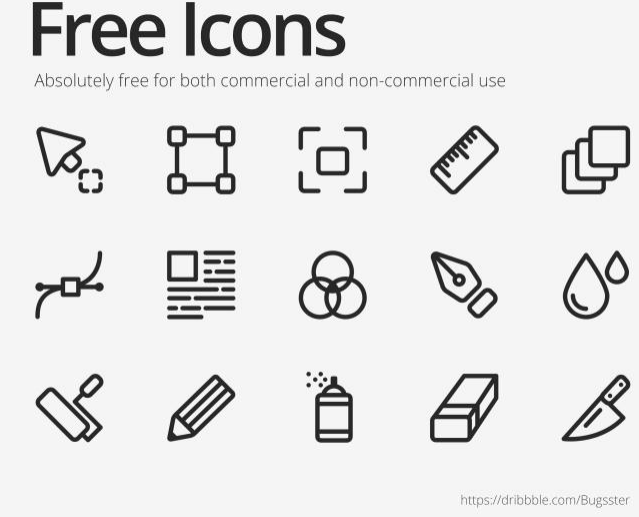 Free Icons
Absolutely free for both commercial and non-commercial use
https://dribbble.com/Bugsster